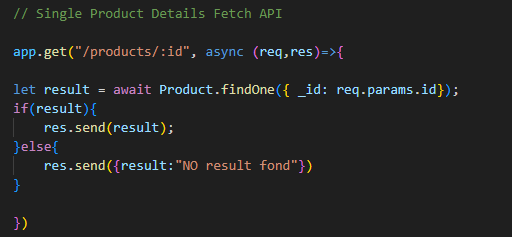 // Single Product Details Fetch API
app.get("/products/:id", async (req,res)=>{
let result = await Product.findOne({ _id: req.params.id});
if(result){
res.send(result);
}else{
res.send({result:"NO result fond"})
}
})